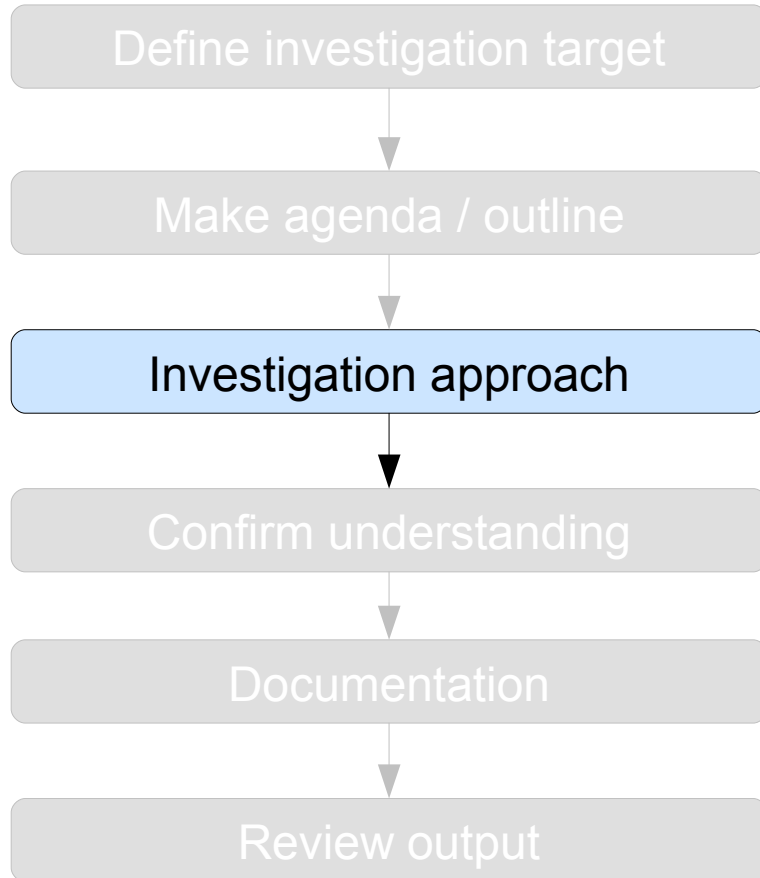 Define investigation target
Make agenda / outline
Investigation approach
Confirm understanding
Documentation
Review output